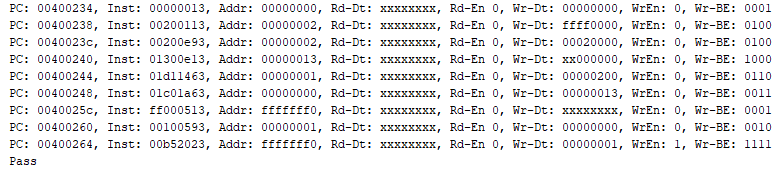 PC: 00400234, Inst: 00000013, Addr: 00000000, Rd-Dt: xxxxxxxx, Rd-En 0, Wr-Dt: 00000000, WrEn: 0, Wr-BE: 0001
PC: 00400238, Inst: 00200113, Addr: 00000002, Rd-Dt: xxxxxxxx, Rd-En 0, Wr-Dt: ffff0000, WrEn: 0, Wr-BE: 0100
PC: 0040023c, Inst: 00200e93, Addr: 00000002, Rd-Dt: xxxxxxxx, Rd-En 0, Wr-Dt: 00020000, WrEn: 0, Wr-BE: 0100
PC: 00400240, Inst: 01300e13, Addr: 00000013, Rd-Dt: xxxxxxxx, Rd-En 0, Wr-Dt: xx000000, WrEn: 0, Wr-BE: 1000
PC: 00400244, Inst: 01d11463, Addr: 00000001, Rd-Dt: xxxxxxxx, Rd-En 0, Wr-Dt: 00000200, WrEn: 0, Wr-BE: 0110
PC: 00400248, Inst: 01c01a63, Addr: 00000000, Rd-Dt: xxxxxxxx, Rd-En 0, Wr-Dt: 00000013, WrEn: 0, Wr-BE: 0011
PC: 0040025c, Inst: ff000513, Addr: fffffff0, Rd-Dt: xxxxxxxx, Rd-En 0, Wr-Dt: xxxxxxxx, WrEn: 0, Wr-BE: 0001
PC: 00400260, Inst: 00100593, Addr: 00000001, Rd-Dt: xxxxxxxx, Rd-En 0, Wr-Dt: 00000000, WrEn: 0, Wr-BE: 0010
PC: 00400264, Inst: 00b52023, Addr: fffffff0, Rd-Dt: xxxxxxxx, Rd-En 0, Wr-Dt: 00000001, WrEn: 1, Wr-BE: 1111
Pass